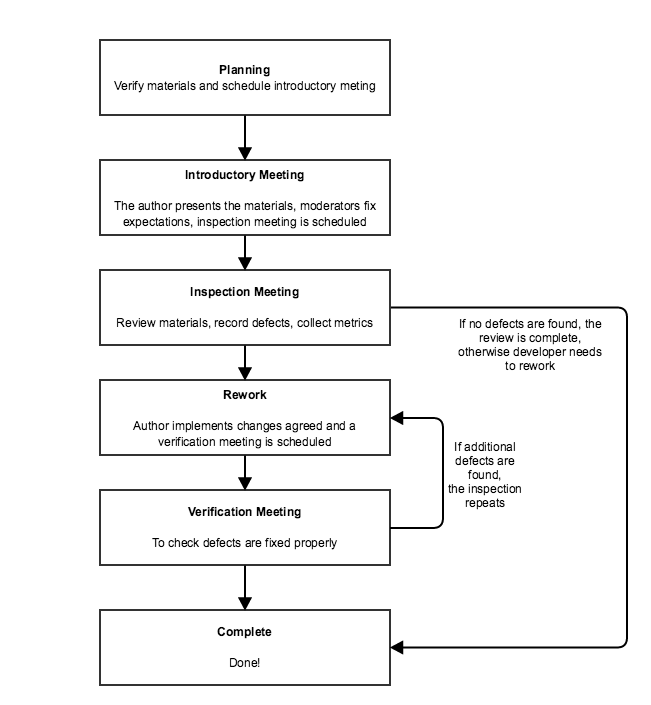 Planning
Verify materials and schedule introductory meting
Introductory Meeting
The author presents the materials, moderators fix
expectations, inspection meeting is scheduled
Inspection Meeting
Review materials, record defects, collect metrics
If no defects are found, the
review is complete,
otherwise developer needs
to rework
Rework
Author implements changes agreed and a
verification meeting is scheduled
If additional
defects are
found,
the inspection
repeats
Verification Meeting
To check defects are fixed properly
Complete
Done!